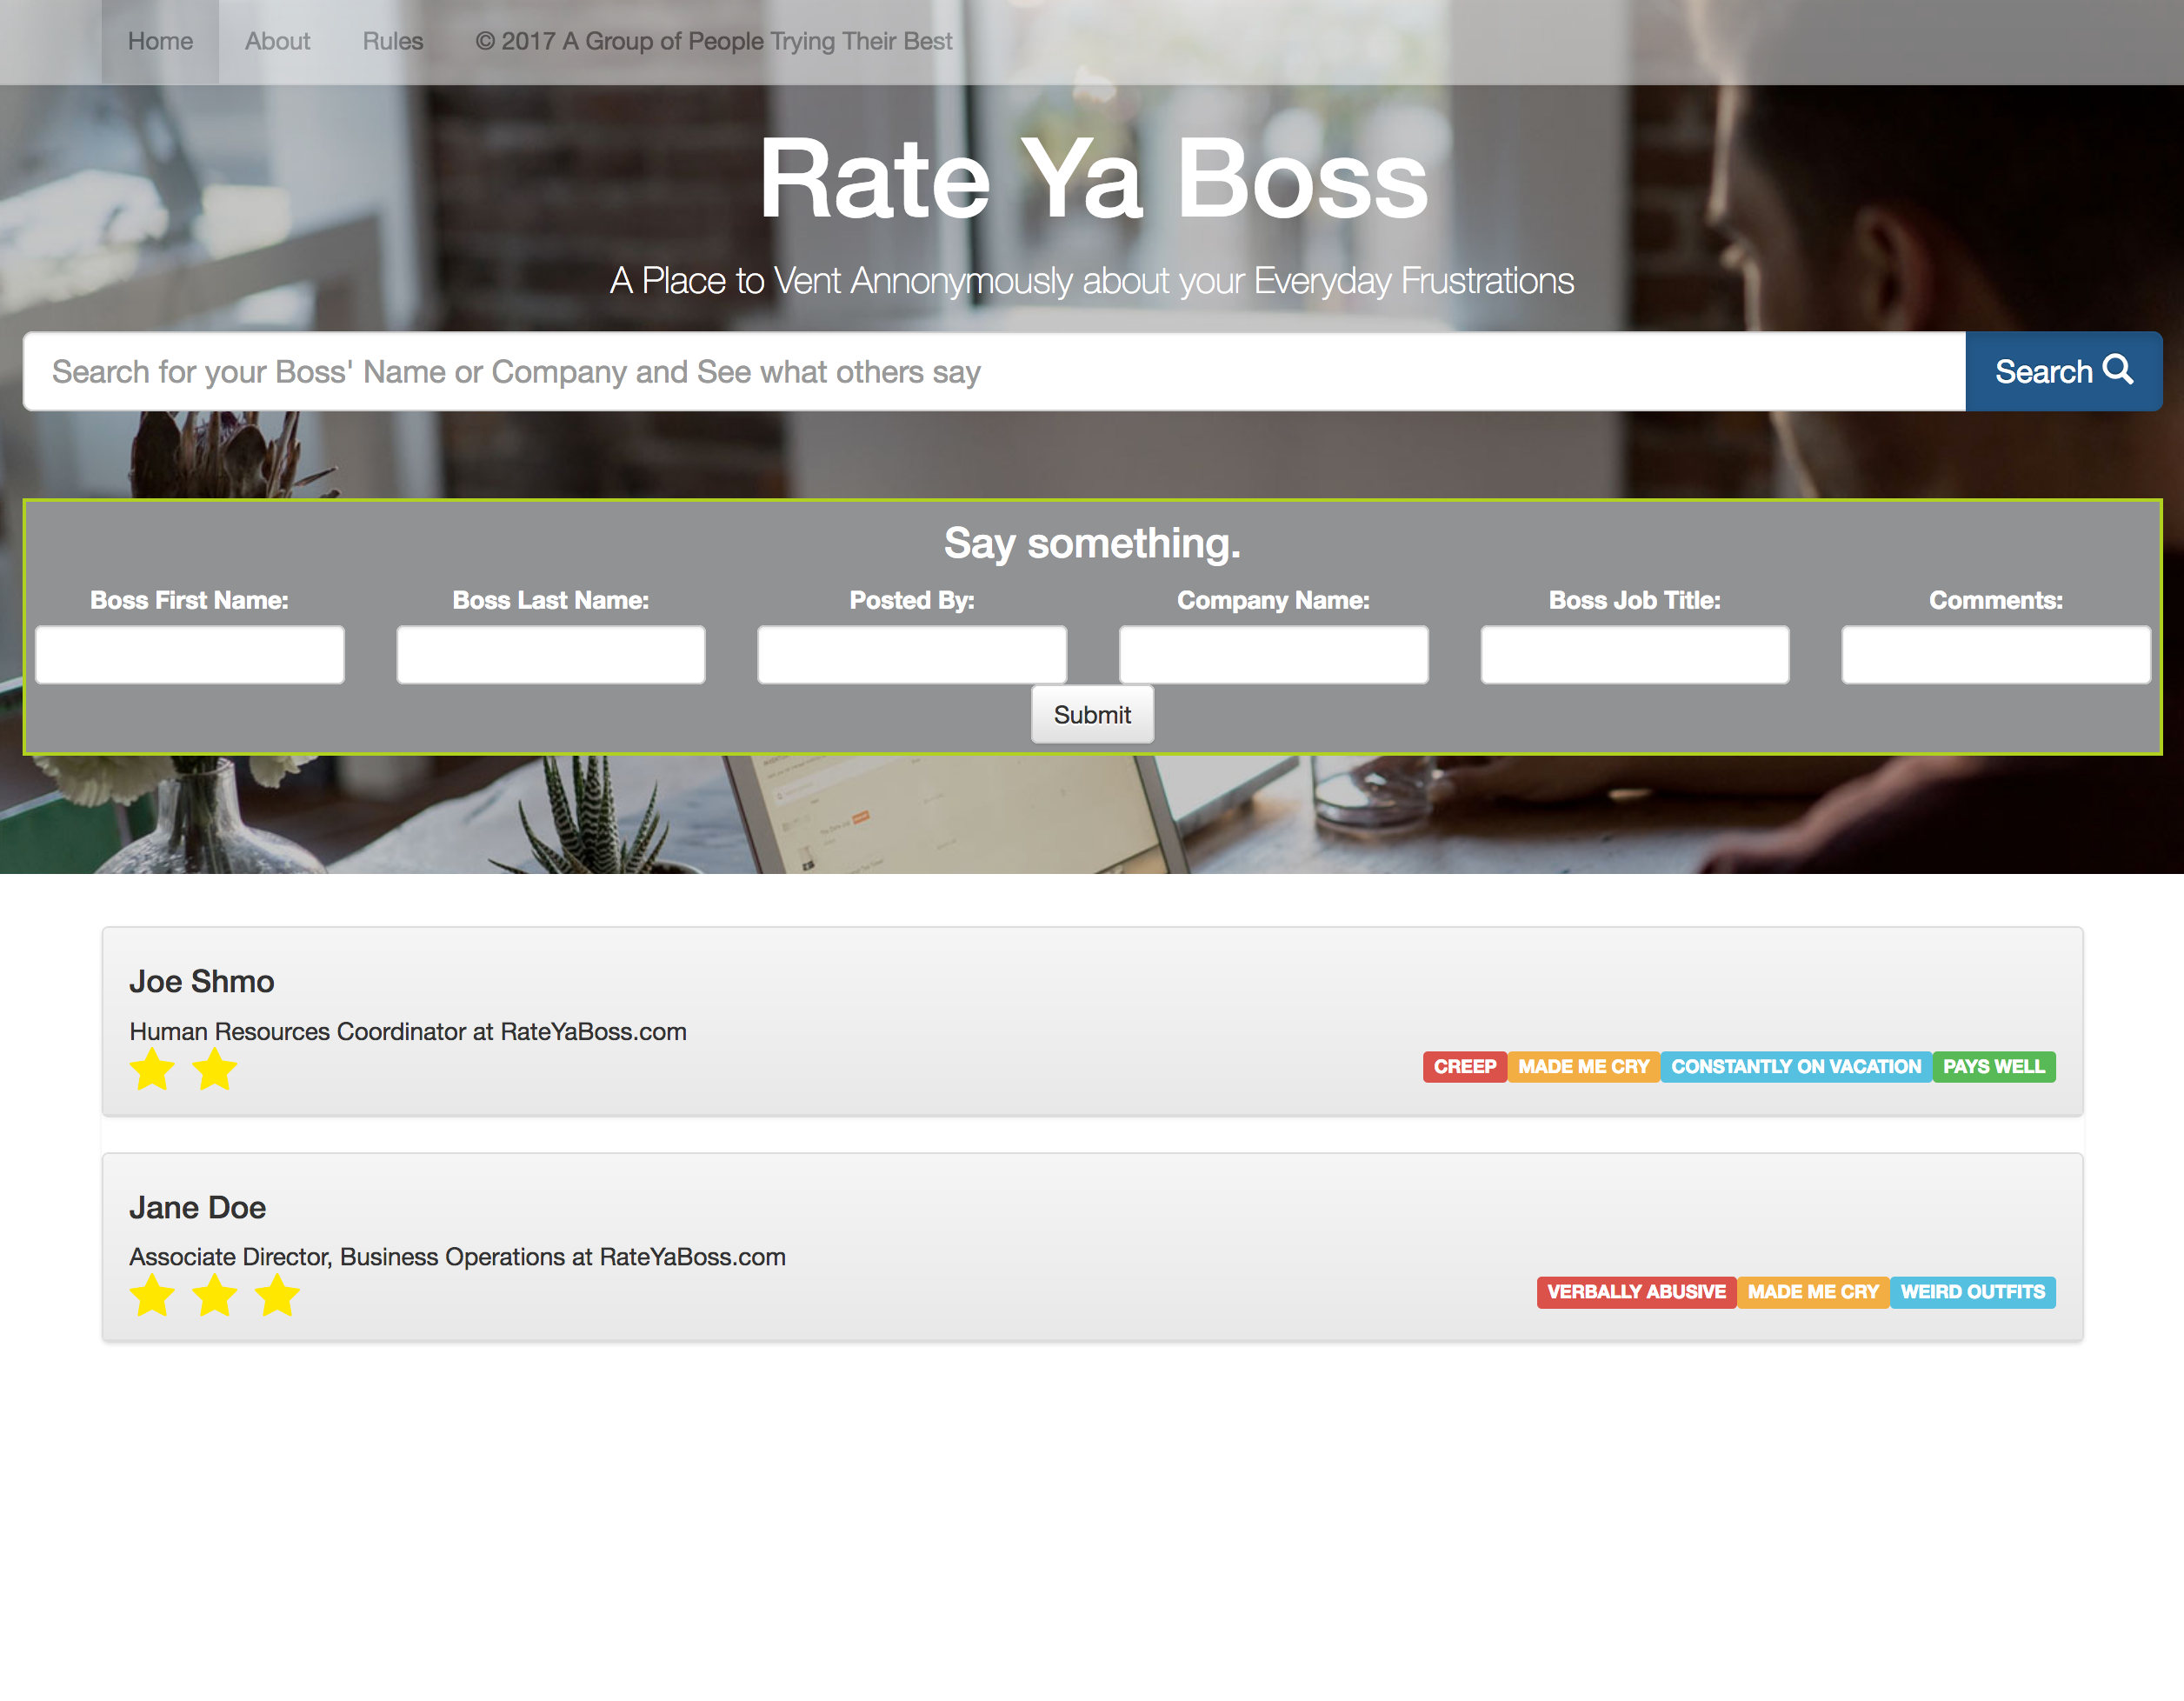 Home About Rules © 2017 A Group of People Trying Their Best
Rate Ya Boss
A Place to Vent Annonymously about your Everyday Frustrations
Search for your Boss' Name or Company and See what others say Search
Say something.
Boss First Name: Boss Last Name: Posted By: Company Name: Boss Job Title: Comments:
Submit
Joe Shmo
Human Resources Coordinator at RateYaBoss.com
CREEP MADE ME CRY CONSTANTLY ON VACATION PAYS WELL
Jane Doe
Associate Director, Business Operations at RateYaBoss.com
VERBALLY ABUSIVE MADE ME CRY WEIRD OUTFITS